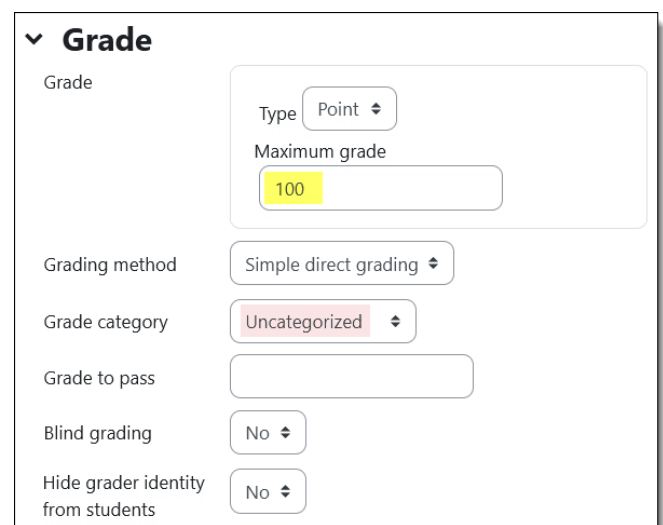 Grade
Grade
Type Point
Maximum grade
100
Grading method Simple direct grading
Grade category Uncategorized
Grade to pass
Blind grading No
Hide grader identity
from students No